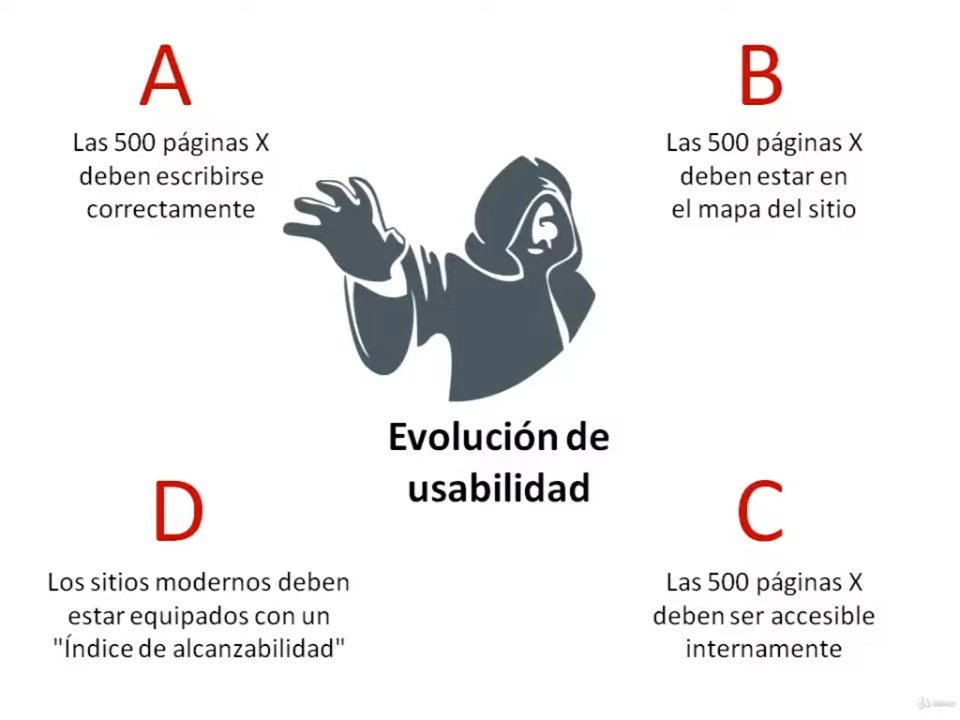 A
Las 500 páginas X
deben escribirse
correctamente
B
Las 500 páginas X
deben estar en
el mapa del sitio
Evolución de
usabilidad
D
Los sitios modernos deben
estar equipados con un
"Índice de alcanzabilidad"
C
Las 500 páginas X
deben ser accesible
internamente